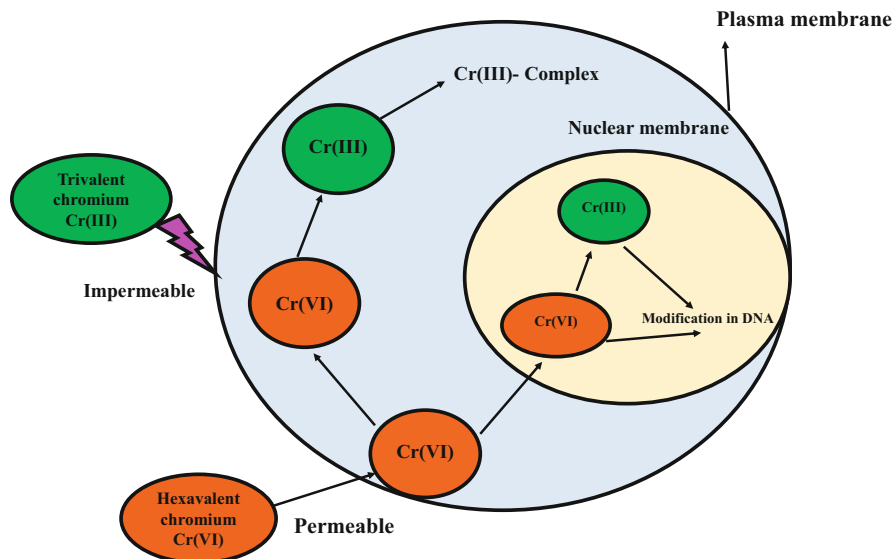 Plasma membrane
Cr(III)- Complex
Nuclear membrane
Cr(III)
Trivalent
chromium
Cr(III)
Cr(III)
Impermeable
Cr(VI)
Cr(VI)
Modification in DNA
Cr(VI)
Hexavalent
chromium
Cr(VI)
Permeable